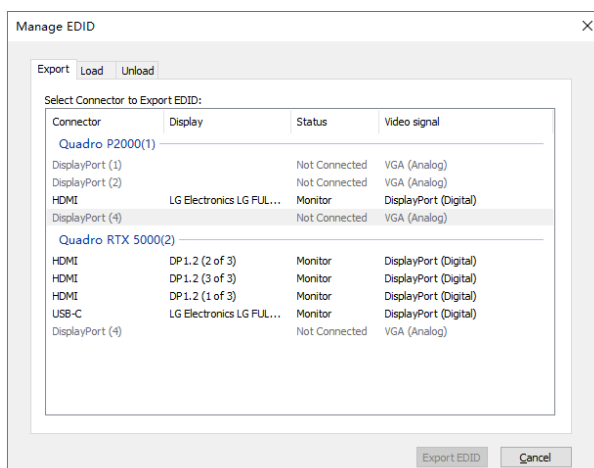 Manage EDID
Export Load Unload
Select Connector to Export EDID:
Connector Display Status Video signal
Quadro P2000(1)
DisplayPort (1) Not Connected VGA (Analog)
DisplayPort (2) Not Connected VGA (Analog)
HDMI LG Electronics LG FUL... Monitor DisplayPort (Digital)
DisplayPort (4) Not Connected VGA (Analog)
Quadro RTX 5000(2)
HDMI DP1.2 (2 of 3) Monitor DisplayPort (Digital)
HDMI DP1.2 (3 of 3) Monitor DisplayPort (Digital)
HDMI DP1.2 (1 of 3) Monitor DisplayPort (Digital)
USB-C LG Electronics LG FUL... Monitor DisplayPort (Digital)
DisplayPort (4) Not Connected VGA (Analog)
Export EDID Cancel